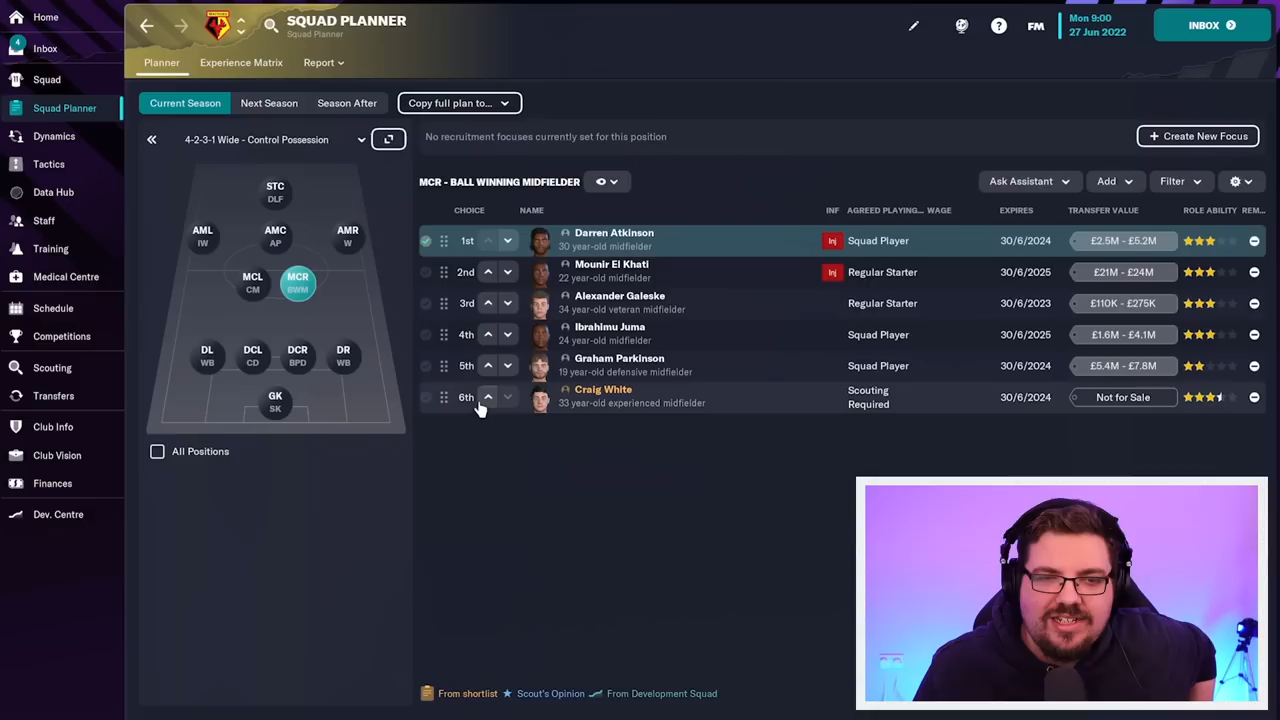 Home
4
Inbox
Squad
Squad Planner
Dynamics
Tactics
Data Hub
Staff
Training
Medical Centre
Schedule
Competitions
Scouting
Transfers
Club Info
Club Vision
Finances
Dev. Centre
SQUAD PLANNER
Squad Planner
?
FM
Mon 9:00
27 Jun 2022
INBOX
Planner
Experience Matrix
Report
Current Season
Next Season
Season After
Copy full plan to...
4-2-3-1 Wide - Control Possession
STC
DLF
AML
IW
AMC
AP
AMR
W
MCL
CM
MCR
BWM
DL
WB
DCL
CD
DCR
BPD
DR
WB
GK
SK
All Positions
No recruitment focuses currently set for this position
+ Create New Focus
MCR - BALL WINNING MIDFIELDER
Ask Assistant
Add
Filter
CHOICE NAME INF AGREED PLAYING... WAGE EXPIRES TRANSFER VALUE ROLE ABILITY REM...
1st Darren Atkinson Inj Squad Player 30/6/2024 £2.5M - £5.2M
30 year-old midfielder
2nd Mounir El Khati Inj Regular Starter 30/6/2025 £21M - £24M
22 year-old midfielder
3rd Alexander Galeske Regular Starter 30/6/2023 £110K - £275K
34 year-old veteran midfielder
4th Ibrahimu Juma Squad Player 30/6/2025 £1.6M - £4.1M
24 year-old midfielder
5th Graham Parkinson Squad Player 30/6/2024 £5.4M - £7.8M
19 year-old defensive midfielder
6th Craig White Scouting Required 30/6/2024 Not for Sale
33 year-old experienced midfielder
From shortlist Scout's Opinion From Development Squad